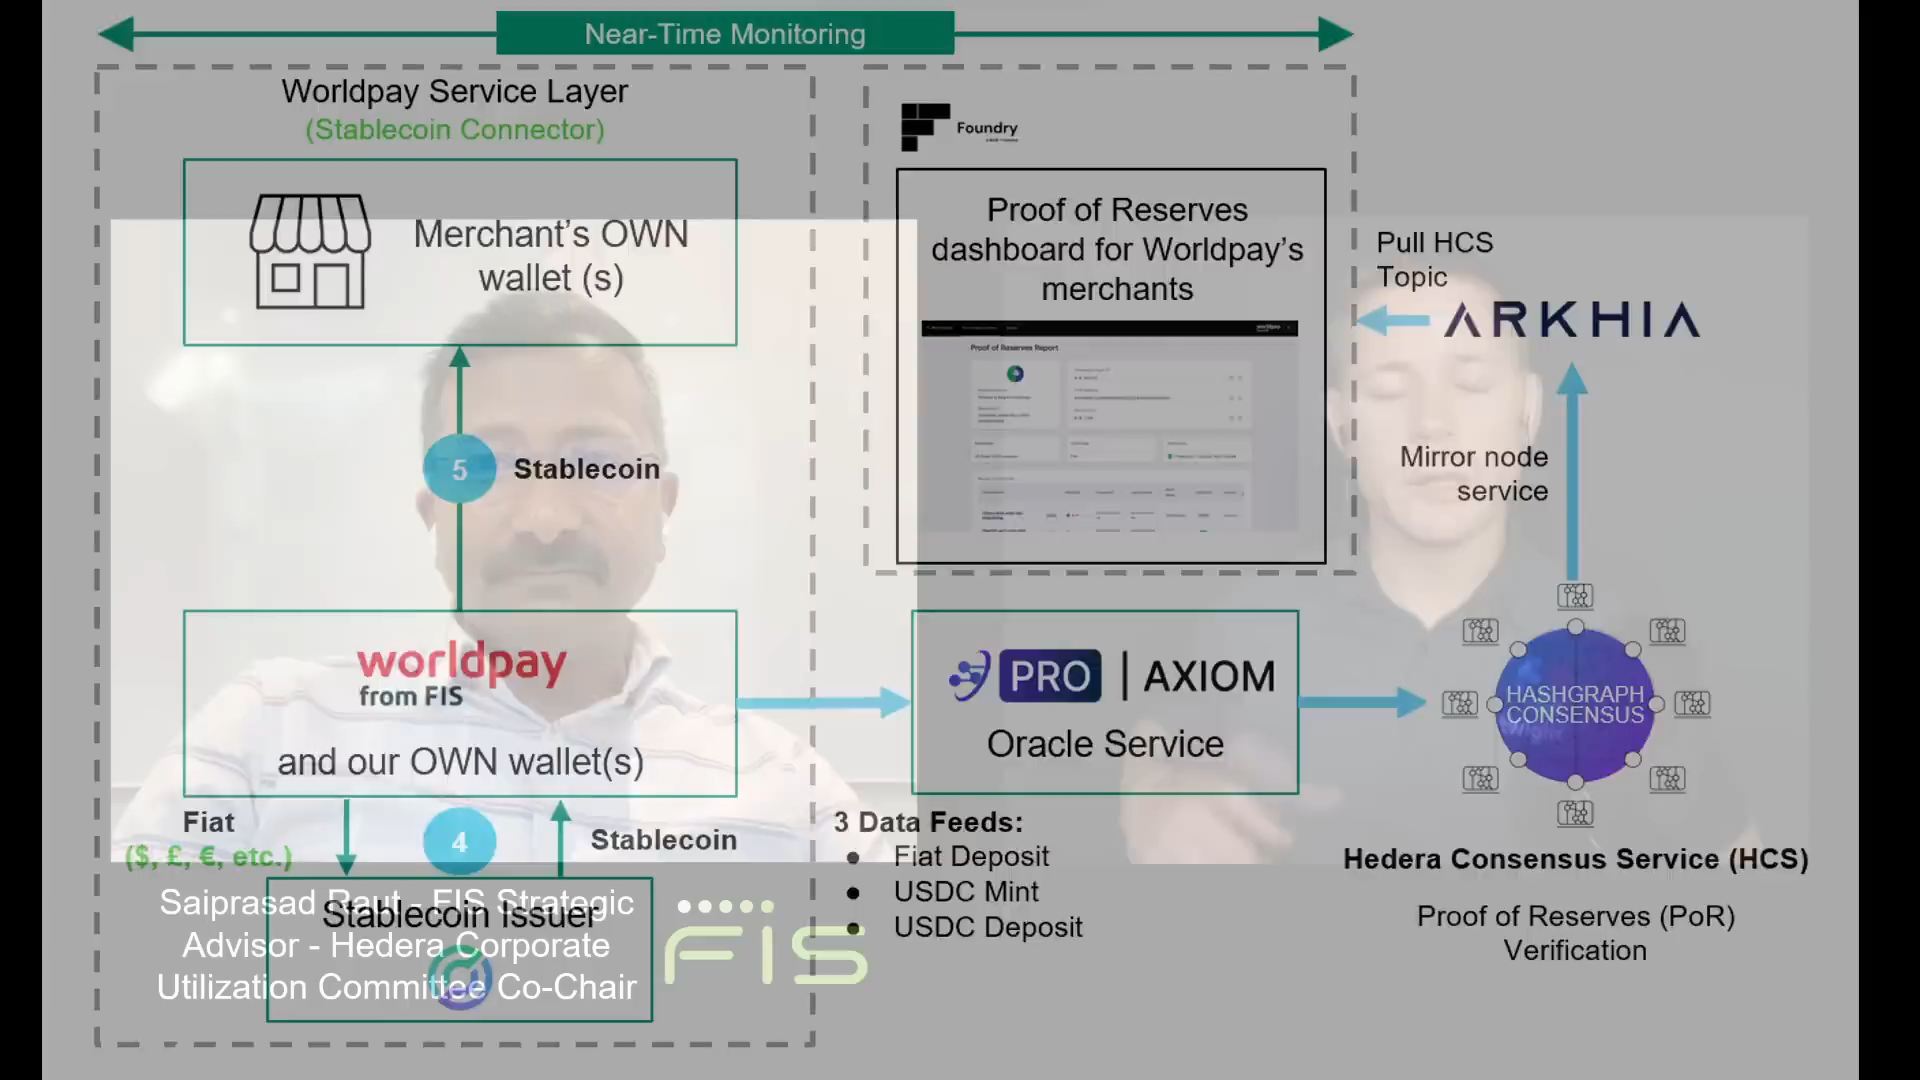 Near-Time Monitoring
Worldpay Service Layer
(Stablecoin Connector)
Merchant's OWN
wallet (s)
5
Stablecoin
worldpay
from FIS
and our OWN wallet(s)
Fiat
($, £, €, etc.)
4
Stablecoin
Stablecoin Issuer
Saiprasad Raut - FIS Strategic
Advisor - Hedera Corporate
Utilization Committee Co-Chair
FIS
Foundry
Proof of Reserves
dashboard for Worldpay's
merchants
Proof of Reserves Report
PRO | AXIOM
Oracle Service
3 Data Feeds:
Fiat Deposit
USDC Mint
USDC Deposit
Pull HCS
Topic
ARKHIA
Mirror node
service
HASHGRAPH
CONSENSUS
Hedera Consensus Service (HCS)
Proof of Reserves (PoR)
Verification